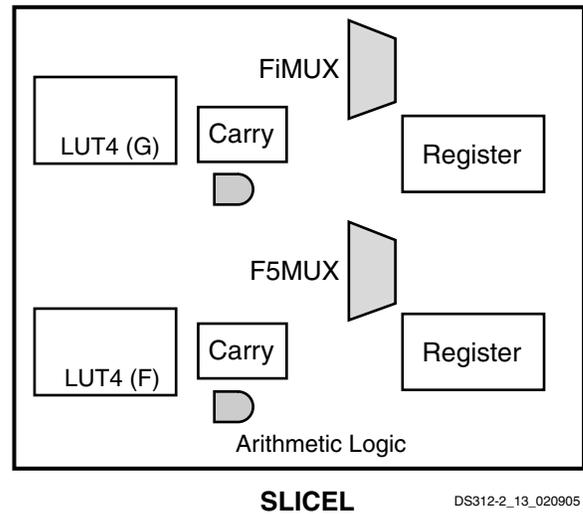 FiMUX
LUT4 (G)
Carry
Register
F5MUX
LUT4 (F)
Carry
Register
Arithmetic Logic
SLICEL
DS312-2_13_020905